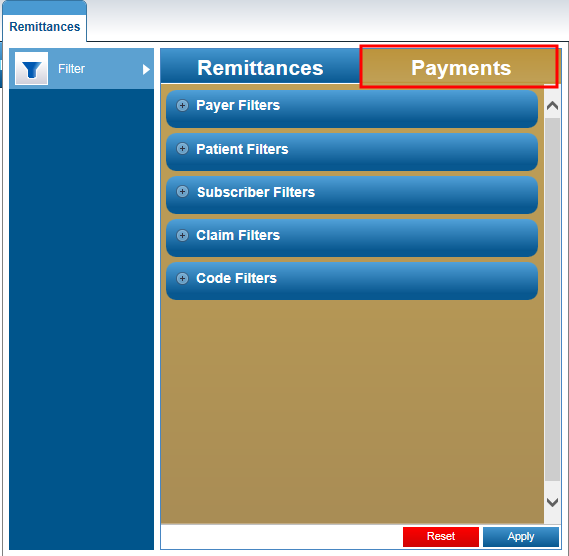 Remittances
Filter
Remittances Payments
Payer Filters
Patient Filters
Subscriber Filters
Claim Filters
Code Filters
Reset Apply